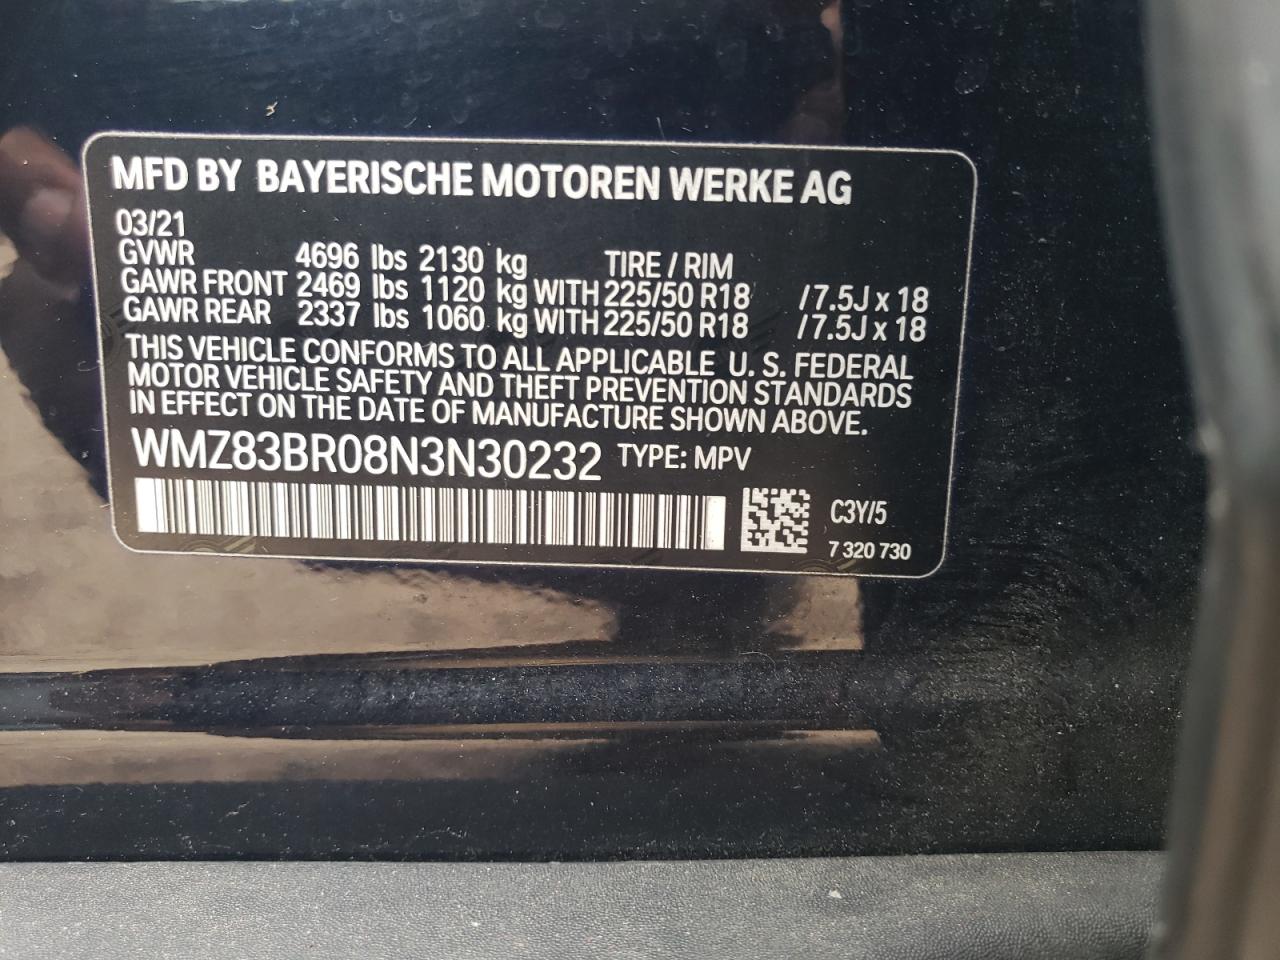 MFD BY BAYERISCHE MOTOREN WERKE AG
03/21
GVWR 4696 lbs 2130 kg TIRE / RIM
GAWR FRONT 2469 lbs 1120 kg WITH 225/50 R18 / 7.5J x 18
GAWR REAR 2337 lbs 1060 kg WITH 225/50 R18 / 7.5J x 18
THIS VEHICLE CONFORMS TO ALL APPLICABLE U. S. FEDERAL
MOTOR VEHICLE SAFETY AND THEFT PREVENTION STANDARDS
IN EFFECT ON THE DATE OF MANUFACTURE SHOWN ABOVE.
WMZ83BR08N3N30232 TYPE: MPV
C3Y/5
7 320 730